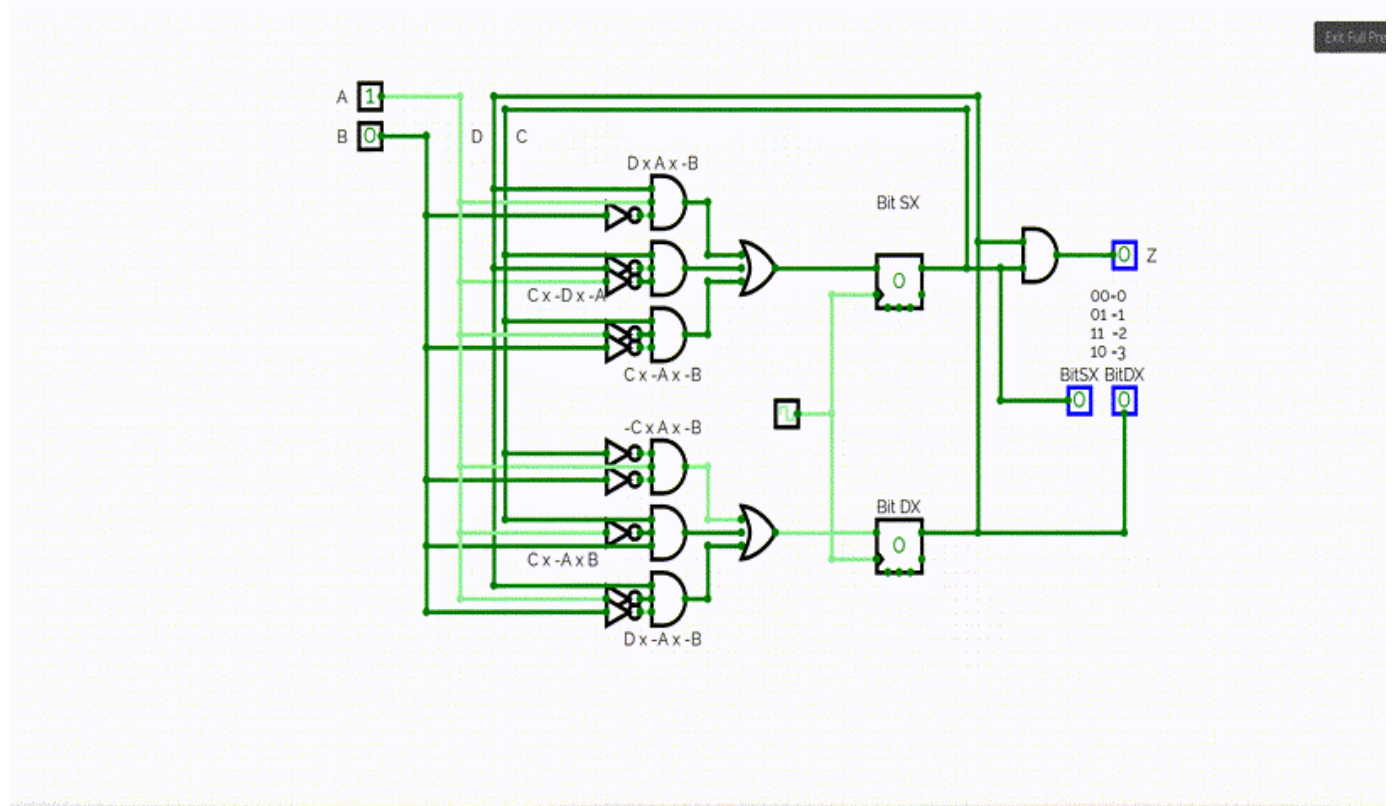 Exit Full Pre
A 1
B 0
D C
D x A x -B
Bit SX
0
0 Z
C x -D x -A
00=0
01 -1
11 -2
10 -3
C x -A x -B
BitSX BitDX
0 0
-C x A x -B
Bit DX
0
C x -A x B
D x -A x -B